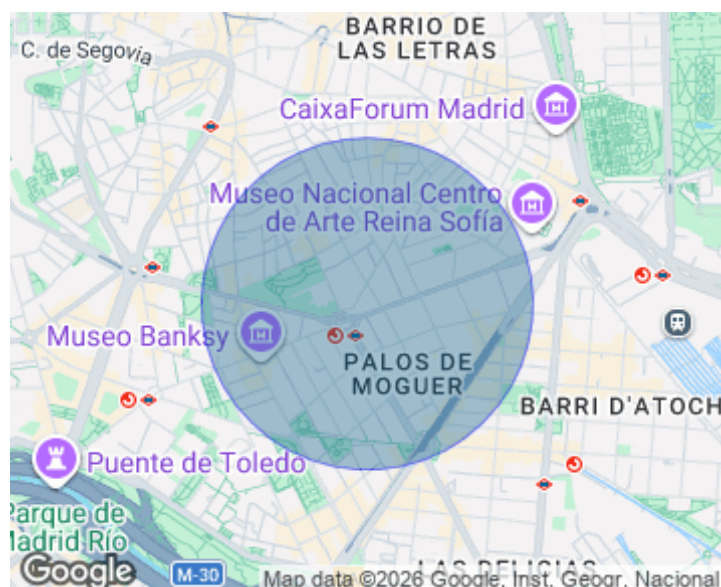 BARRIO DE
LAS LETRAS
C. de Segovia
CaixaForum Madrid
Museo Nacional Centro
de Arte Reina Sofía
Museo Banksy
PALOS DE
MOGUER
BARRI D'ATOCH
Puente de Toledo
Parque de
Madrid Río
Google
M-30
LAS DELICIAS
Map data ©2026 Google, Inst. Geogr. Nacional